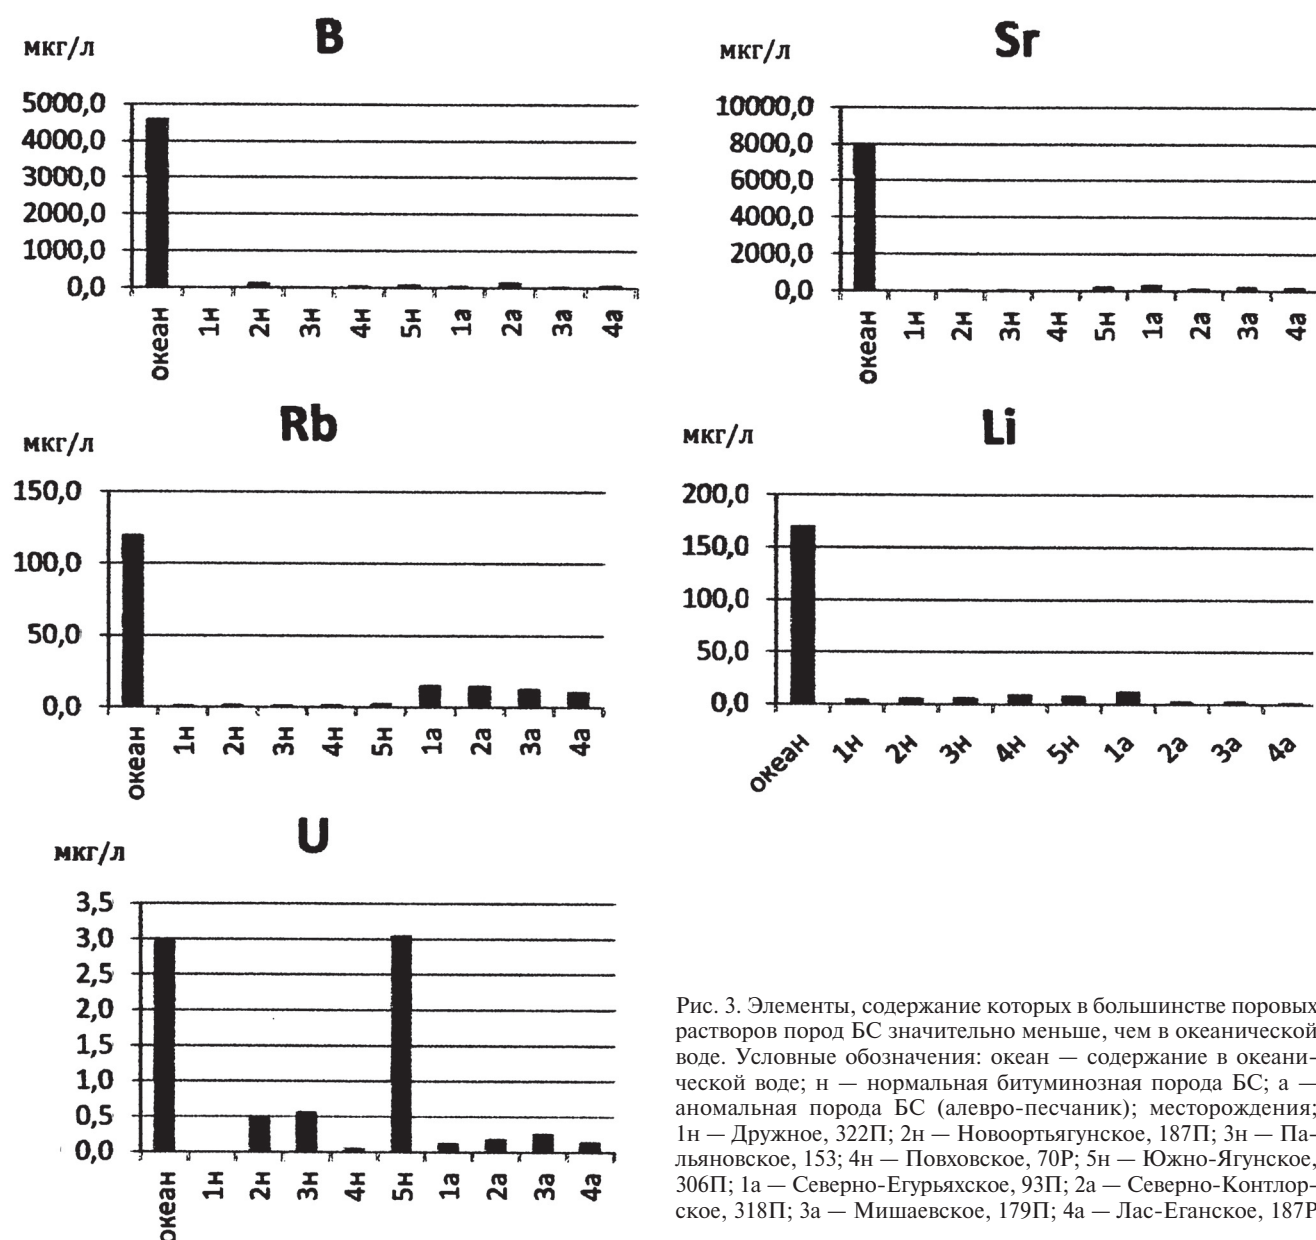 B
мкг/л
5000,0
4000,0
3000,0
2000,0
1000,0
0,0
океан 1н 2н 3н 4н 5н 1а 2а 3а 4а
Sr
мкг/л
10000,0
8000,0
6000,0
4000,0
2000,0
0,0
океан 1н 2н 3н 4н 5н 1а 2а 3а 4а
Rb
мкг/л
150,0
100,0
50,0
0,0
океан 1н 2н 3н 4н 5н 1а 2а 3а 4а
Li
мкг/л
200,0
150,0
100,0
50,0
0,0
океан 1н 2н 3н 4н 5н 1а 2а 3а 4а
U
мкг/л
3,5
3,0
2,5
2,0
1,5
1,0
0,5
0,0
океан 1н 2н 3н 4н 5н 1а 2а 3а 4а
Рис. 3. Элементы, содержание которых в большинстве поровых
растворов пород БС значительно меньше, чем в океанической
воде. Условные обозначения: океан — содержание в океани-
ческой воде; н — нормальная битуминозная порода БС; а —
аномальная порода БС (алевро-песчаник); месторождения;
1н — Дружное, 322П; 2н — Новоортьягунское, 187П; 3н — Па-
льяновское, 153; 4н — Повховское, 70Р; 5н — Южно-Ягунское,
306П; 1а — Северно-Егурьяхское, 93П; 2а — Северно-Контлор-
ское, 318П; 3а — Мишаевское, 179П; 4а — Лас-Еганское, 187Р